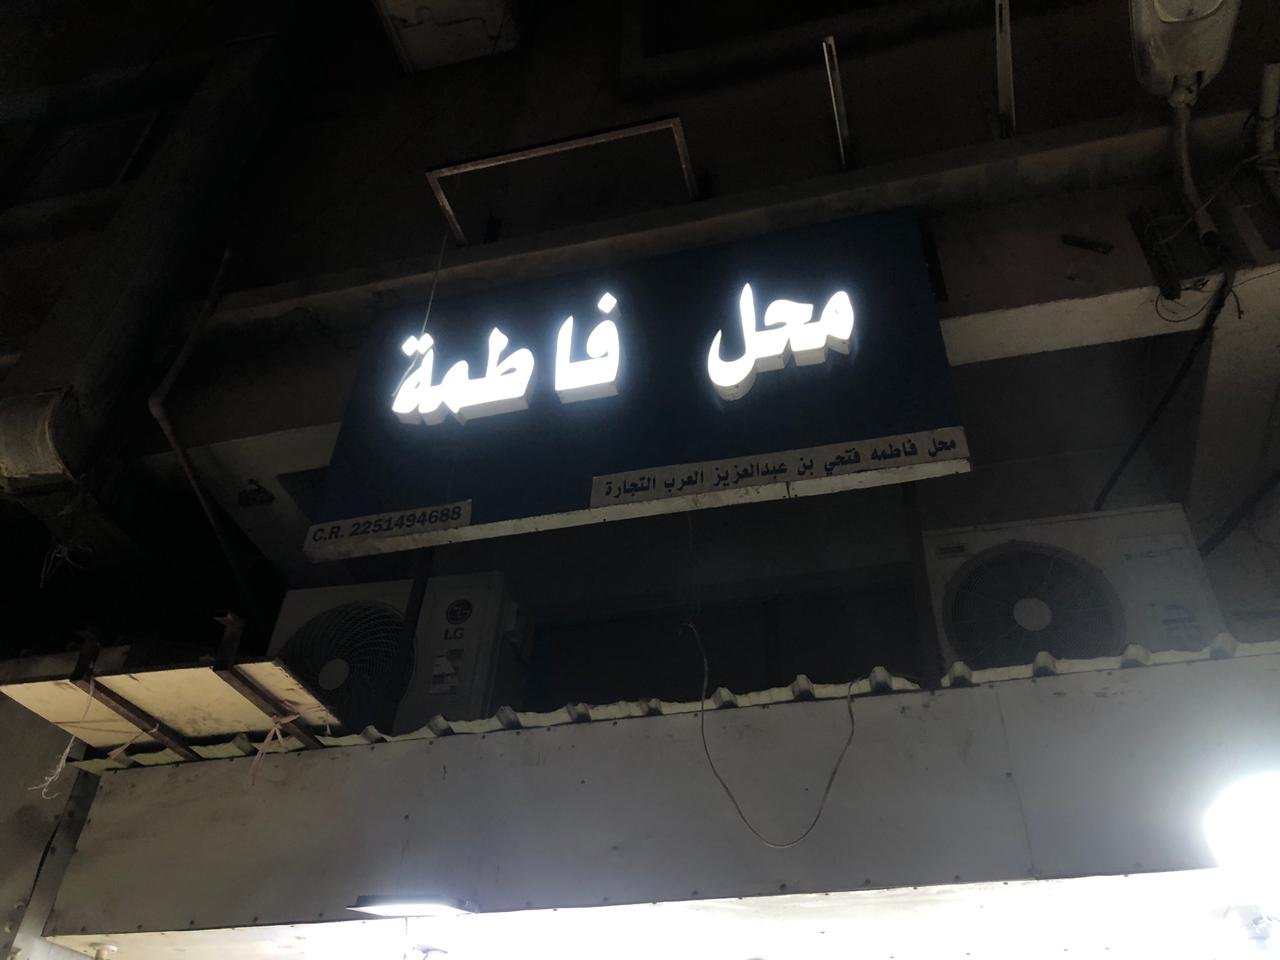 محل فاطمة
محل فاطمه فتحي بن عبدالعزيز العرب التجارة
C.R. 2251494688
LG